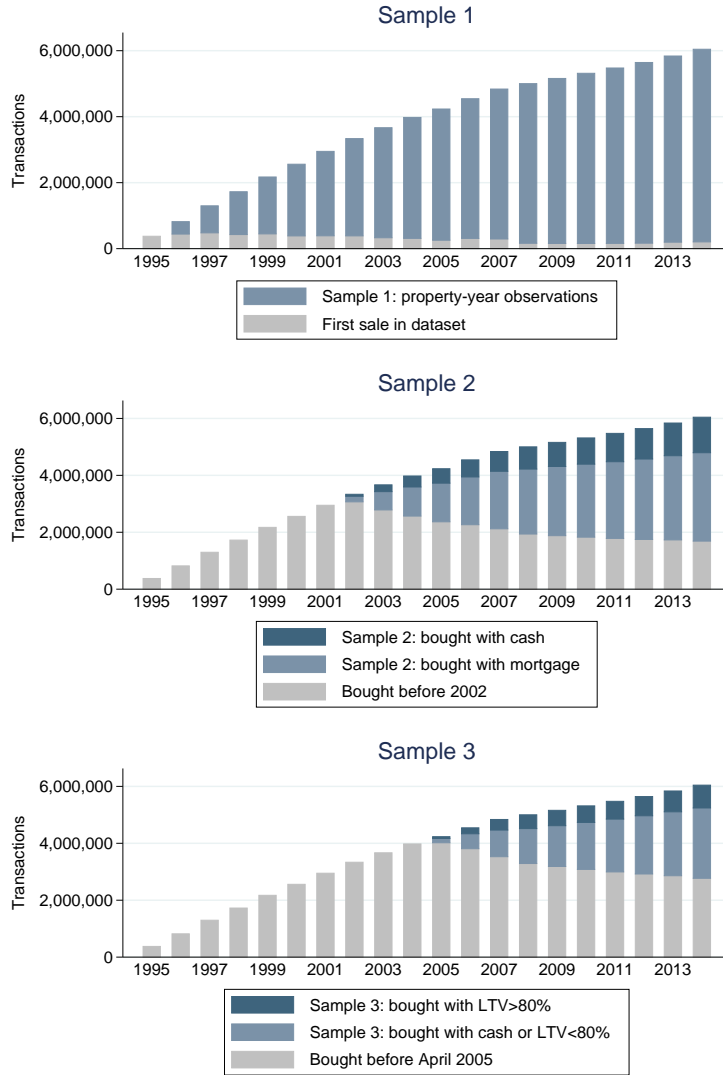 Sample 1
6,000,000
4,000,000
2,000,000
0
Transactions
1995 1997 1999 2001 2003 2005 2007 2009 2011 2013
Sample 1: property-year observations
First sale in dataset
Sample 2
6,000,000
4,000,000
2,000,000
0
Transactions
1995 1997 1999 2001 2003 2005 2007 2009 2011 2013
Sample 2: bought with cash
Sample 2: bought with mortgage
Bought before 2002
Sample 3
6,000,000
4,000,000
2,000,000
0
Transactions
1995 1997 1999 2001 2003 2005 2007 2009 2011 2013
Sample 3: bought with LTV>80%
Sample 3: bought with cash or LTV<80%
Bought before April 2005